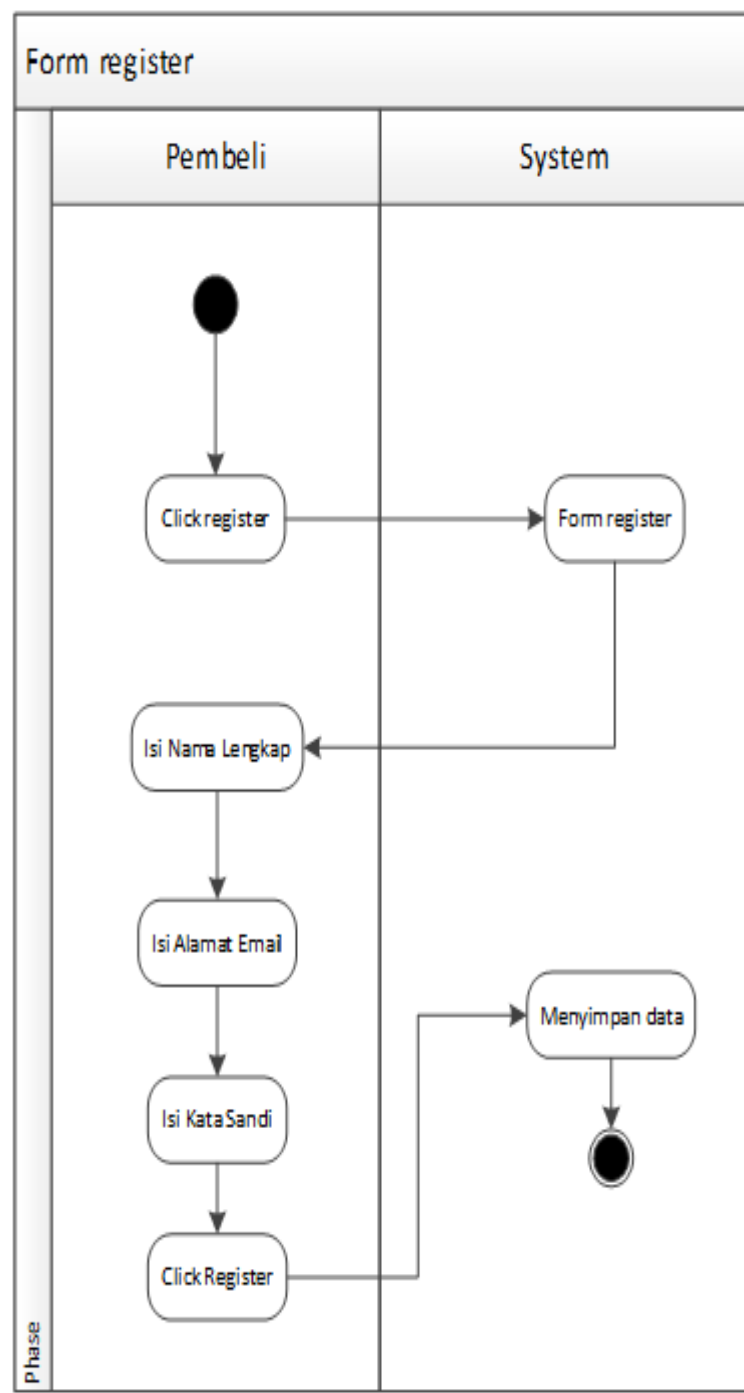 Form register
Pembeli
System
Click register
Form register
Isi Nama Lengkap
Isi Alamat Email
Menyimpan data
Isi Kata Sandi
Click Register
Phase